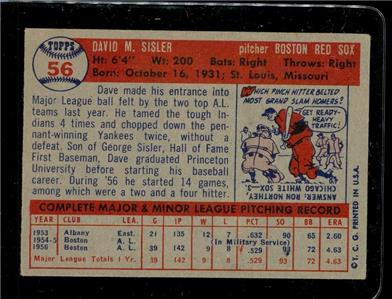 TOPPS
56
DAVID M. SISLER pitcher BOSTON RED SOX
Ht: 6'4" Wt: 200 Bats: Right Throws: Right
Born: October 16, 1931; St. Louis, Missouri
Dave made his entrance into
Major League ball felt by the two top A.L.
teams last year. He tamed the tough
Indians 4 times and chopped down the
pennant-winning Yankees twice without
loss. Son of George Sisler, Hall of Fame
First Baseman, Dave graduated Princeton
University before starting his baseball
career. During '56 he started 14 games,
among which were a two and a four hitter.
WHICH PINCH HITTER BELTED
MOST GRAND SLAM HOMERS?
GET READY-
HEAVY
TRAFFIC!
ANSWER: RON NORTHEY
CHICAGO WHITE SOX-3
COMPLETE MAJOR & MINOR LEAGUE PITCHING RECORD
YEAR CLUB LEA. G IP W L PCT. SO BB ERA
1953 Albany East. 21 135 12 7 .632 90 65 2.60
1954-5 Boston A.L. (In Military Service)
1956 Boston A.L. 39 142 9 8 .529 93 72 4.63
Major League Totals 1 Yr. 39 142 9 8 .529 93 72 4.63
© T. C. G. PRINTED IN U.S.A.